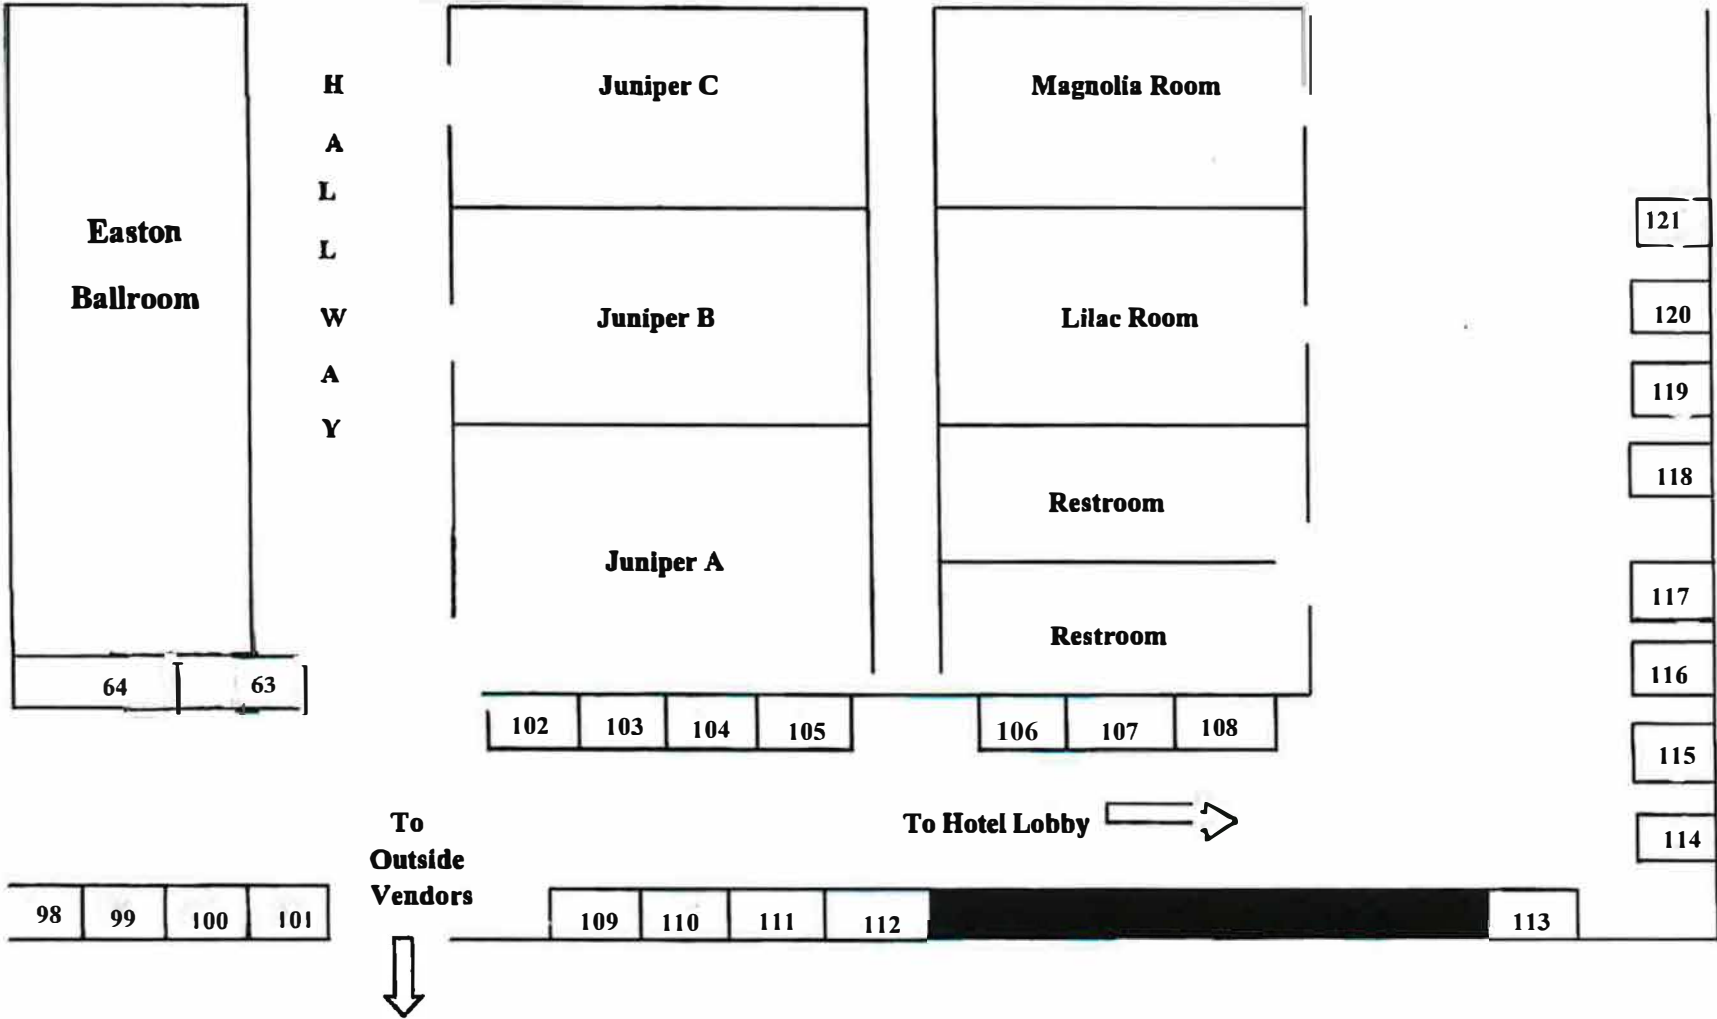 H
A
L
L
W
A
Y
Easton
Ballroom
Juniper C
Juniper B
Juniper A
Magnolia Room
Lilac Room
Restroom
Restroom
121
120
119
118
117
116
115
114
64 63
102 103 104 105 106 107 108
To
Outside
Vendors
To Hotel Lobby
98 99 100 101 109 110 111 112 113